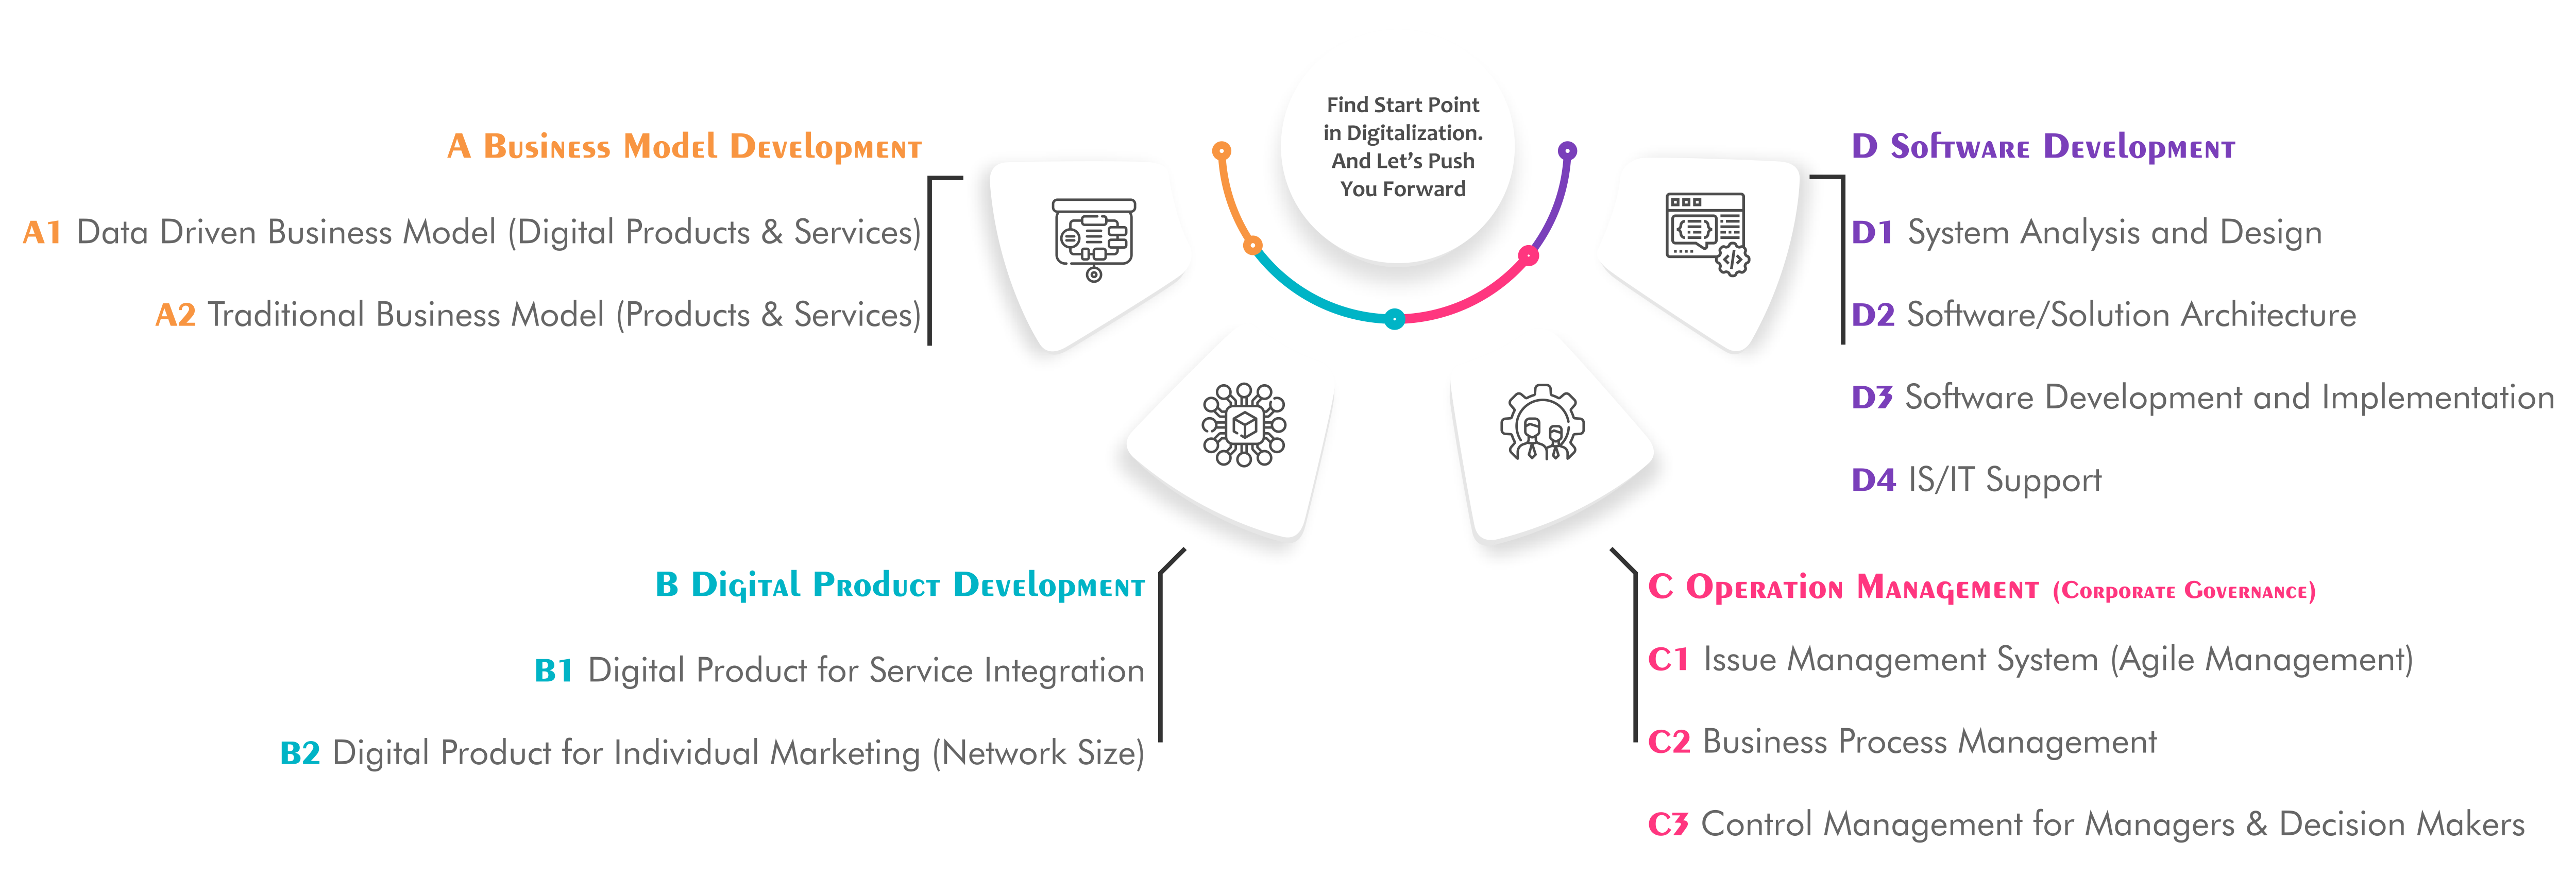 Find Start Point
in Digitalization.
And Let's Push
You Forward
A Business Model Development
A1 Data Driven Business Model (Digital Products & Services)
A2 Traditional Business Model (Products & Services)
B Digital Product Development
B1 Digital Product for Service Integration
B2 Digital Product for Individual Marketing (Network Size)
C Operation Management (Corporate Governance)
C1 Issue Management System (Agile Management)
C2 Business Process Management
C3 Control Management for Managers & Decision Makers
D Software Development
D1 System Analysis and Design
D2 Software/Solution Architecture
D3 Software Development and Implementation
D4 IS/IT Support